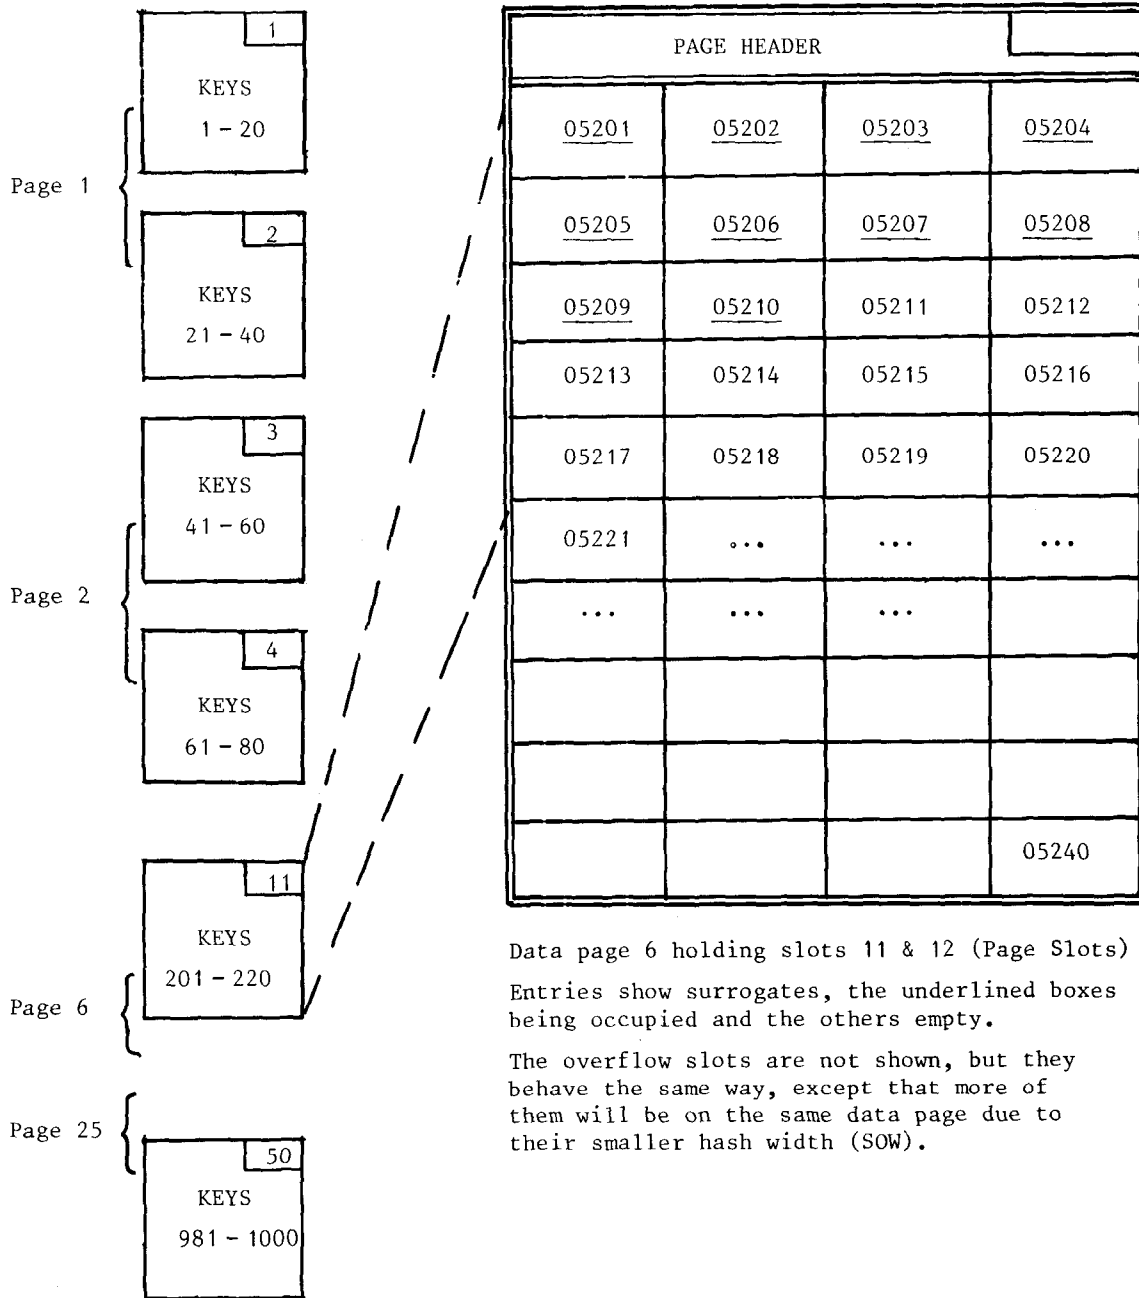 1
KEYS
1 - 20
Page 1
2
KEYS
21 - 40
3
KEYS
41 - 60
Page 2
4
KEYS
61 - 80
11
KEYS
201 - 220
Page 6
Page 25
50
KEYS
981 - 1000
PAGE HEADER
05201 05202 05203 05204
05205 05206 05207 05208
05209 05210 05211 05212
05213 05214 05215 05216
05217 05218 05219 05220
05221 ... ... ...
... ... ...
05240
Data page 6 holding slots 11 & 12 (Page Slots)
Entries show surrogates, the underlined boxes
being occupied and the others empty.
The overflow slots are not shown, but they
behave the same way, except that more of
them will be on the same data page due to
their smaller hash width (SOW).